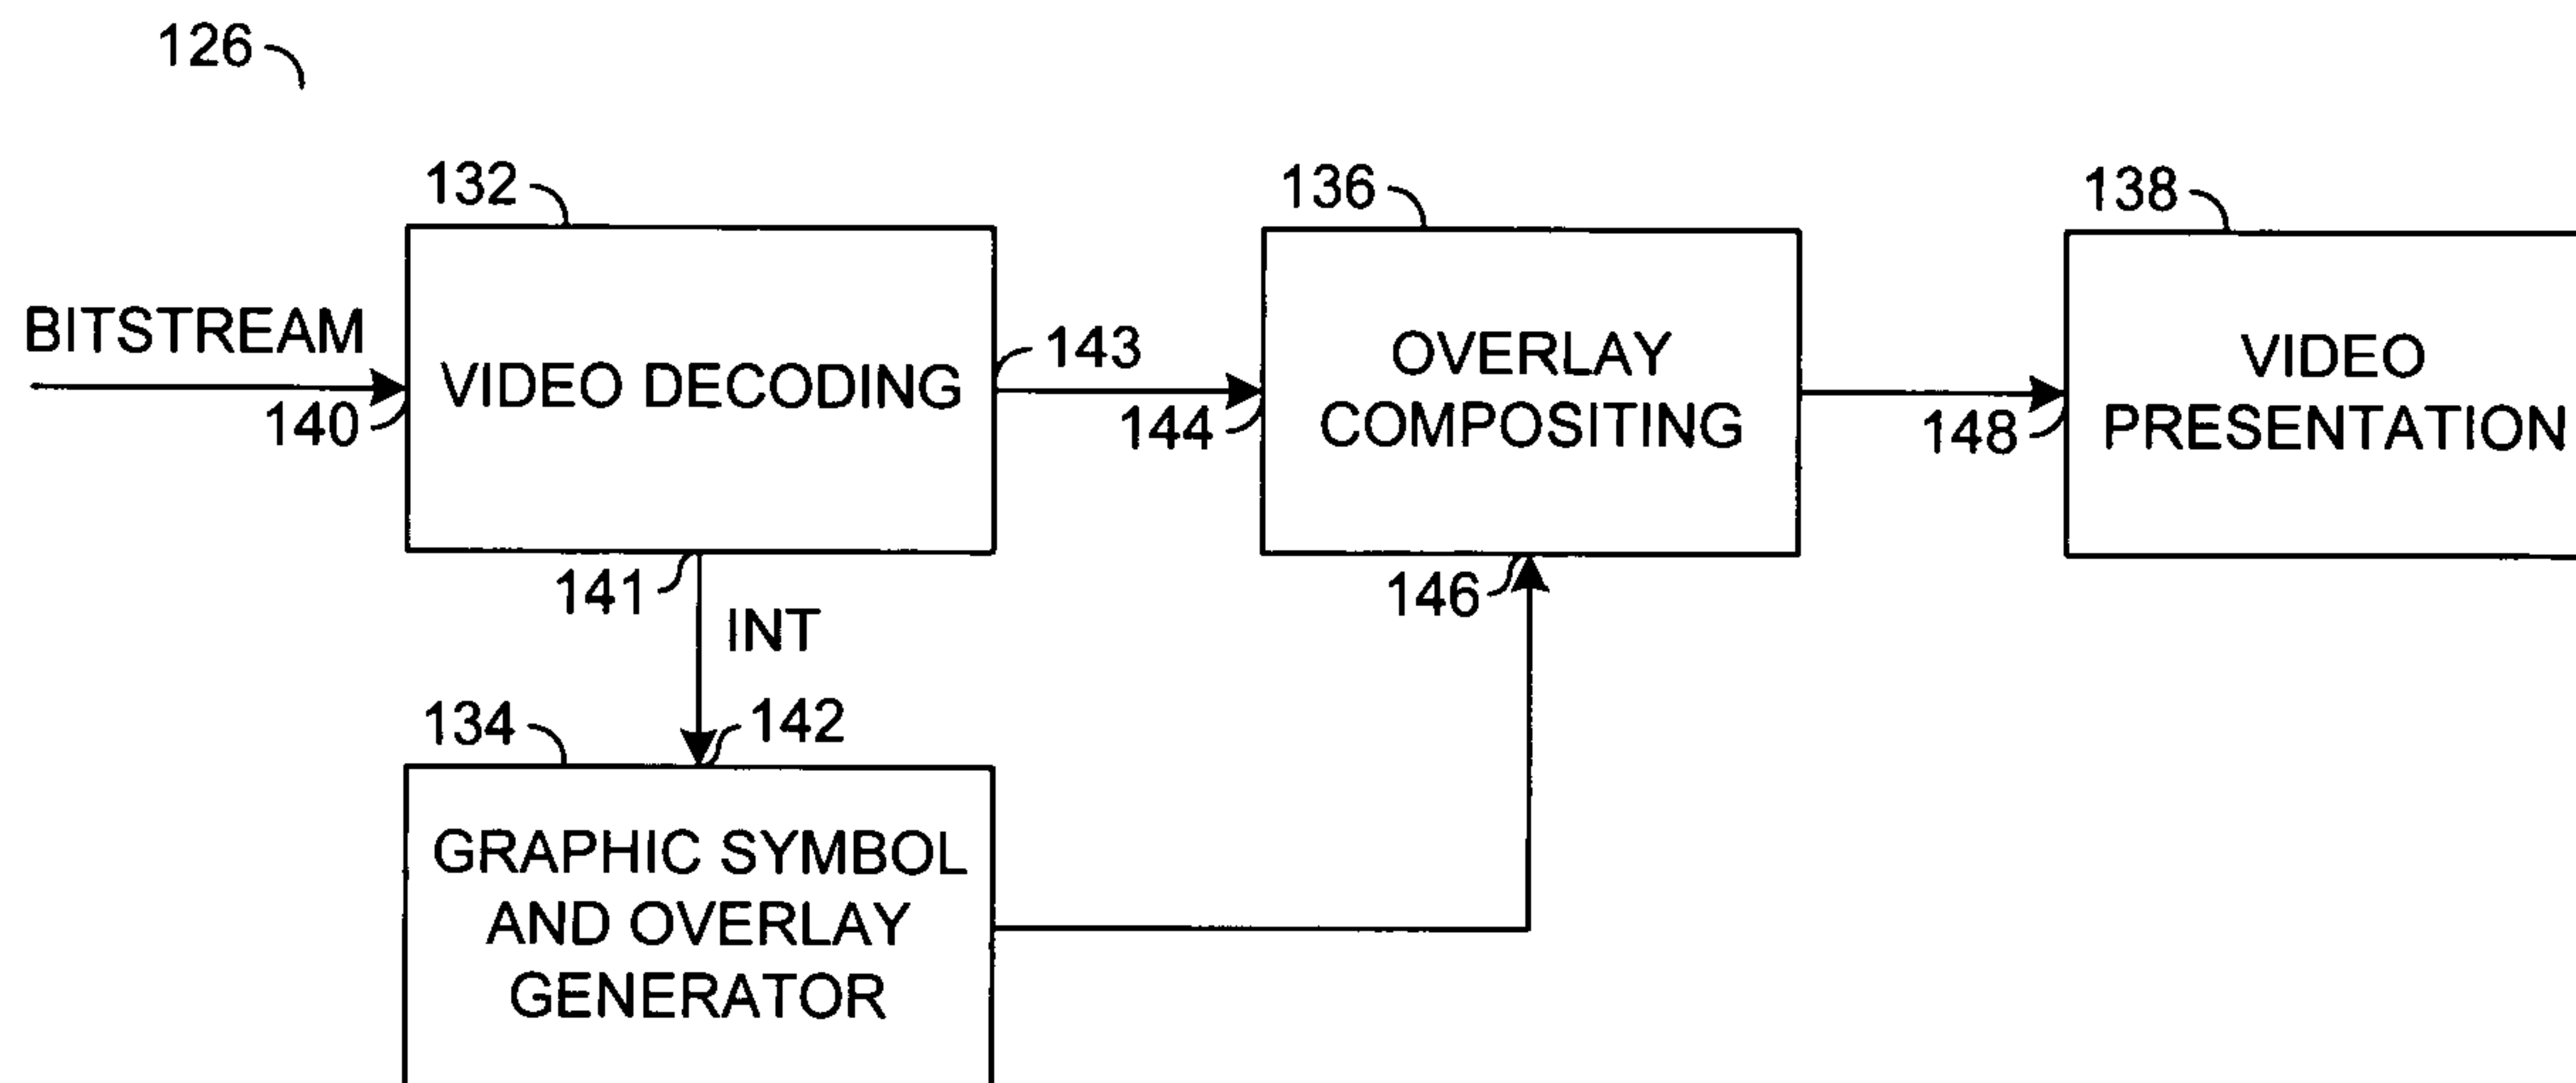 126
132
136
138
BITSTREAM
140
VIDEO DECODING
143
144
OVERLAY
COMPOSITING
148
VIDEO
PRESENTATION
141
INT
146
134
142
GRAPHIC SYMBOL
AND OVERLAY
GENERATOR